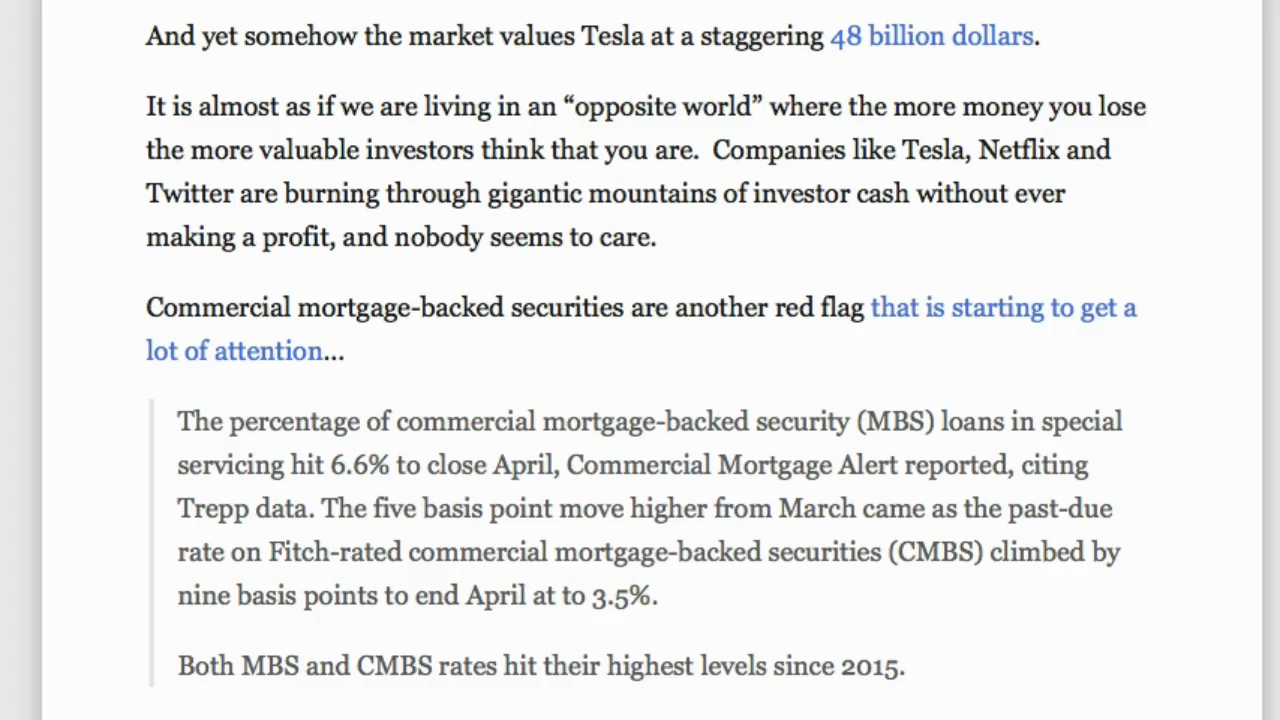 And yet somehow the market values Tesla at a staggering 48 billion dollars.
It is almost as if we are living in an “opposite world” where the more money you lose
the more valuable investors think that you are.  Companies like Tesla, Netflix and
Twitter are burning through gigantic mountains of investor cash without ever
making a profit, and nobody seems to care.
Commercial mortgage-backed securities are another red flag that is starting to get a
lot of attention...
The percentage of commercial mortgage-backed security (MBS) loans in special
servicing hit 6.6% to close April, Commercial Mortgage Alert reported, citing
Trepp data. The five basis point move higher from March came as the past-due
rate on Fitch-rated commercial mortgage-backed securities (CMBS) climbed by
nine basis points to end April at to 3.5%.
Both MBS and CMBS rates hit their highest levels since 2015.